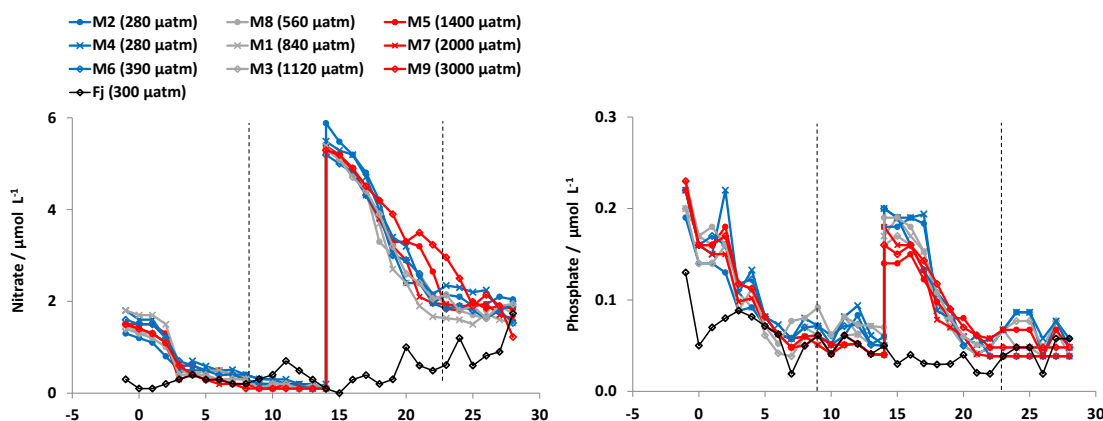 M2 (280 µatm) M8 (560 µatm) M5 (1400 µatm)
M4 (280 µatm) M1 (840 µatm) M7 (2000 µatm)
M6 (390 µatm) M3 (1120 µatm) M9 (3000 µatm)
Fj (300 µatm)
Nitrate / µmol L-1
6
4
2
0
-5 0 5 10 15 20 25 30
Phosphate / µmol L-1
0.3
0.2
0.1
0.0
-5 0 5 10 15 20 25 30